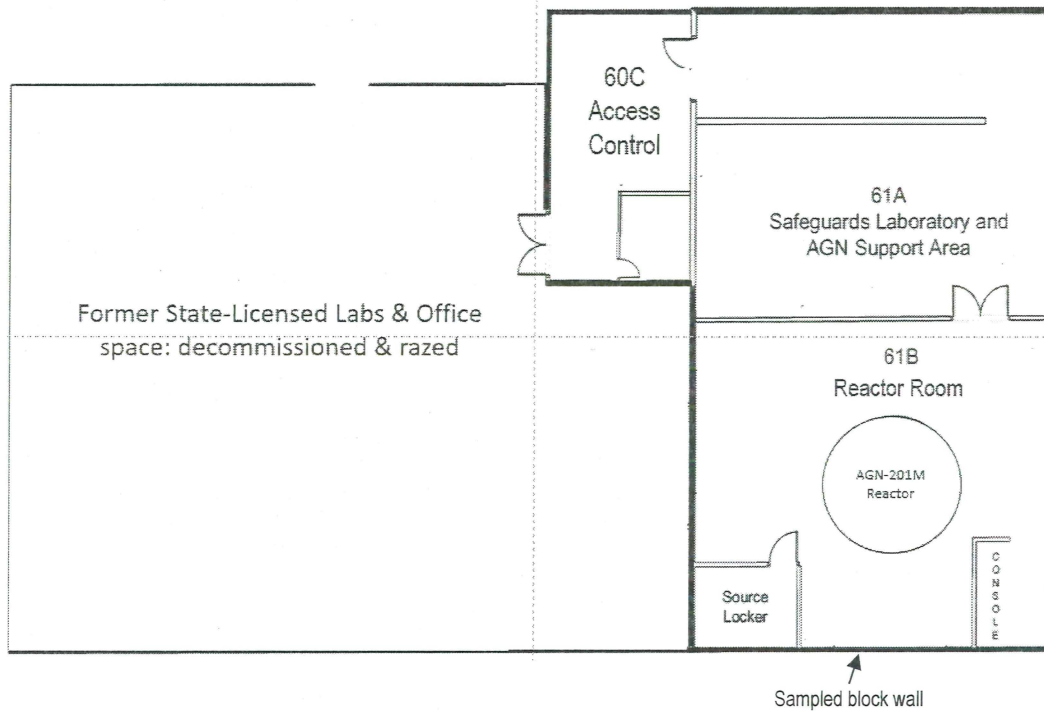 60C
Access
Control
61A
Safeguards Laboratory and
AGN Support Area
Former State-Licensed Labs & Office
space: decommissioned & razed
61B
Reactor Room
AGN-201M
Reactor
Source
Locker
CONSOLE
Sampled block wall